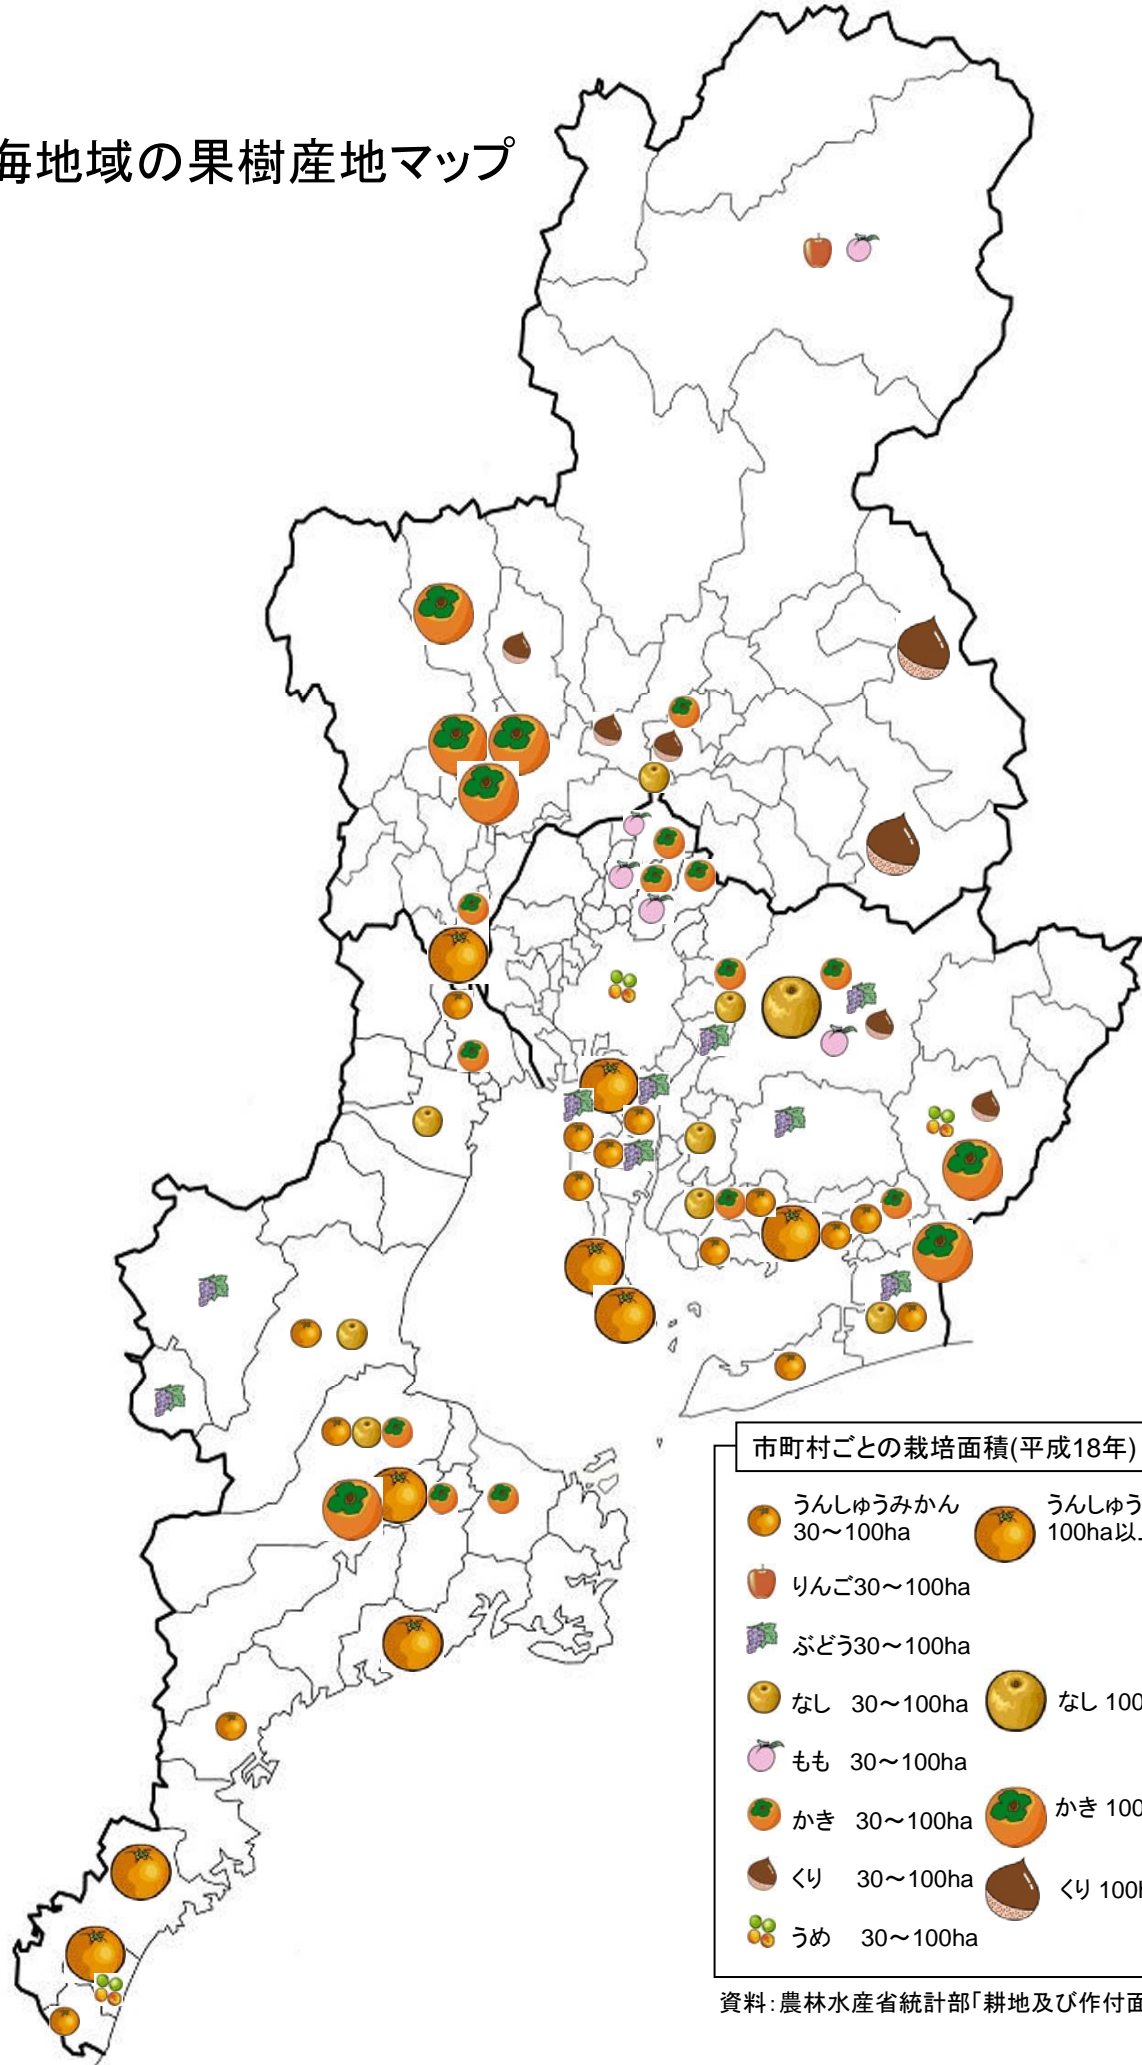 海地域の果樹産地マップ
市町村ごとの栽培面積(平成18年)
うんしゅうみかん
30～100ha
うんしゅう
100ha以
りんご30～100ha
ぶどう30～100ha
なし 30～100ha
なし 100
もも 30～100ha
かき 30～100ha
かき 100
くり 30～100ha
くり 100h
うめ 30～100ha
資料：農林水産省統計部「耕地及び作付面